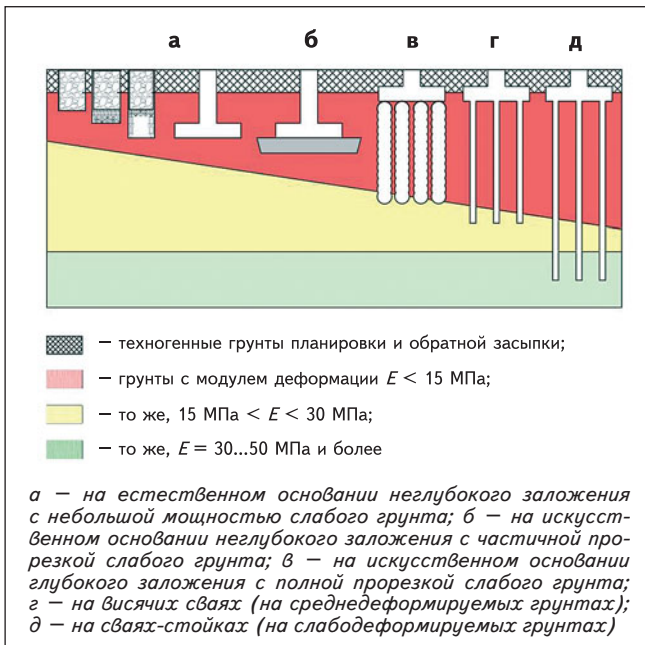 а б в г д
— техногенные грунты планировки и обратной засыпки;
— грунты с модулем деформации E < 15 МПа;
— то же, 15 МПа < E < 30 МПа;
— то же, E = 30...50 МПа и более
а — на естественном основании неглубокого заложения
с небольшой мощностью слабого грунта; б — на искусст-
венном основании неглубокого заложения с частичной про-
резкой слабого грунта; в — на искусственном основании
глубокого заложения с полной прорезкой слабого грунта;
г — на висячих сваях (на среднедеформируемых грунтах);
д — на сваях-стойках (на слабодеформируемых грунтах)